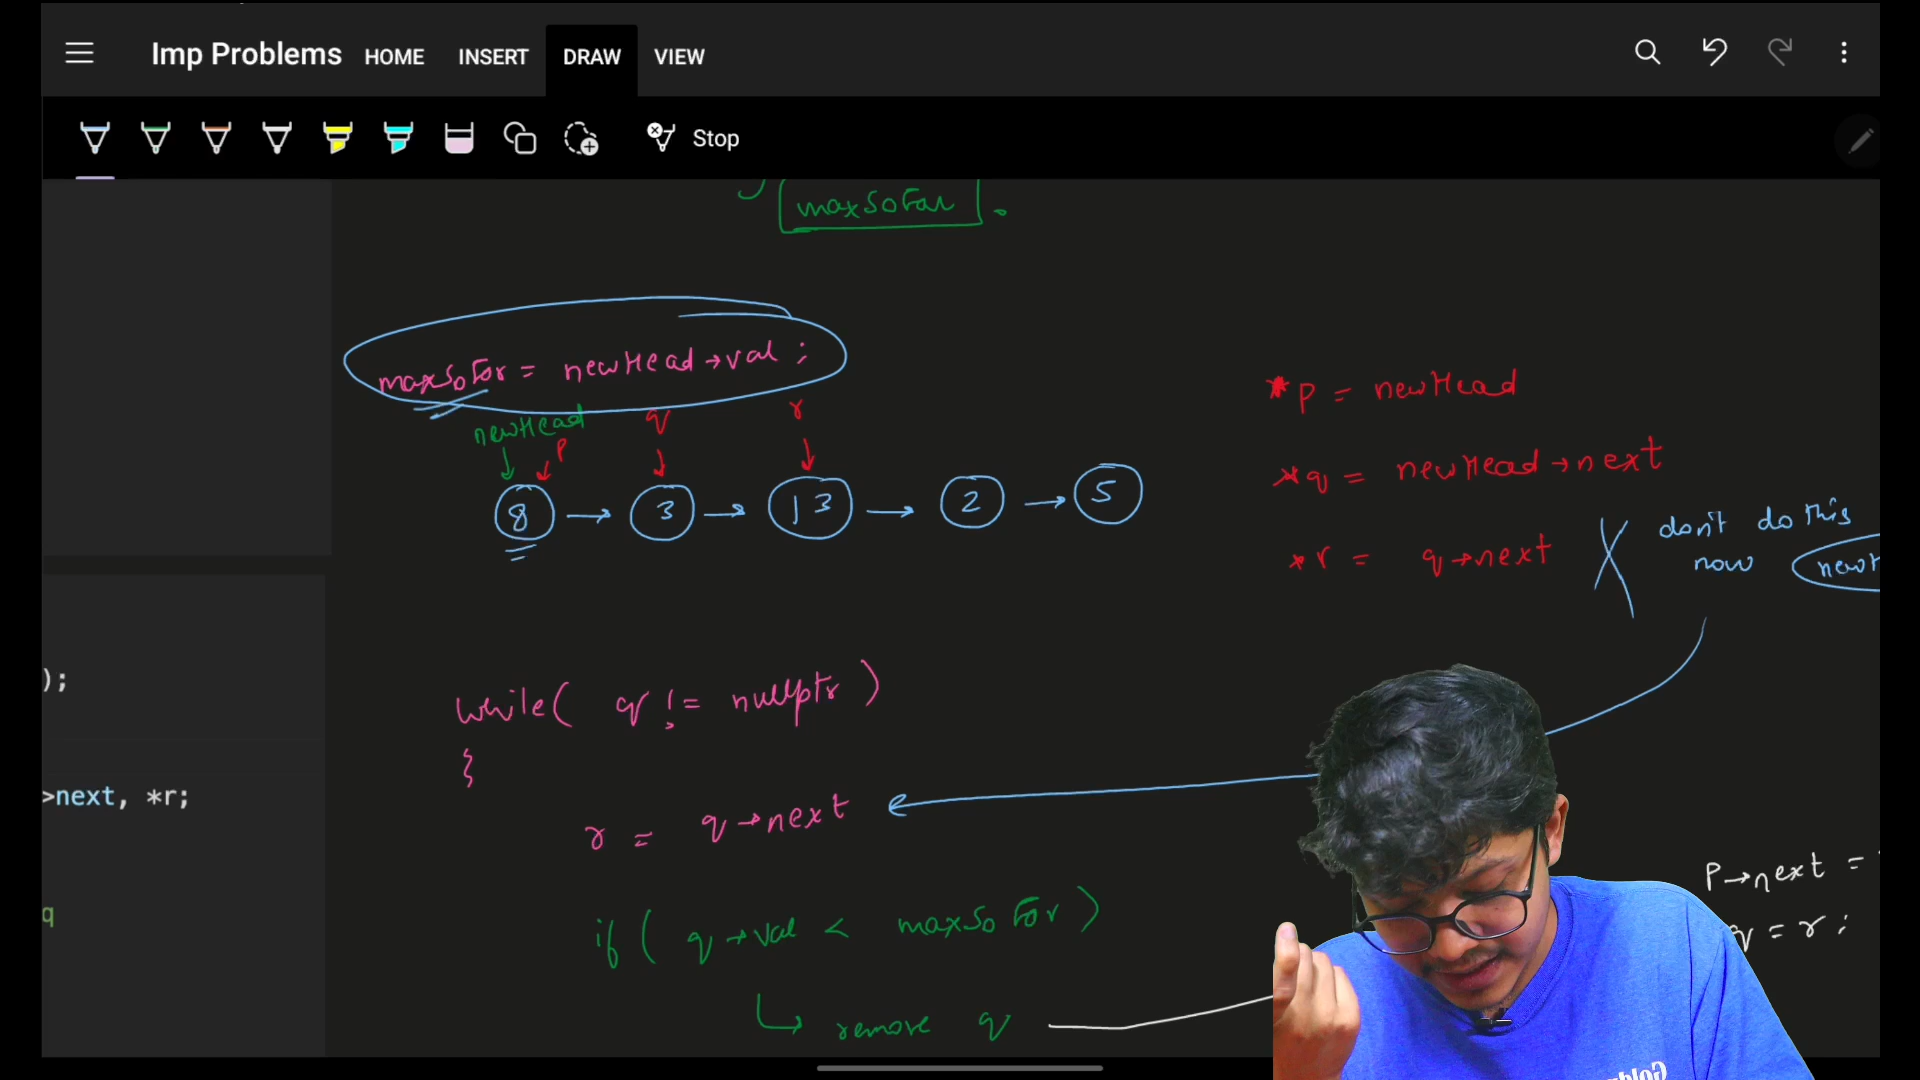 Imp Problems HOME INSERT DRAW VIEW
Stop
maxSoFar .
maxSoFar = newHead→val ;
newHead p q r
8 → 3 → 13 → 2 → 5
*p = newHead
*q = newHead→next
*r = q→next X don't do this
now newH
);
while( q != nullptr )
{
>next, *r;
r = q→next
p→next =
q
if ( q→val < maxSoFar )
q = r ;
↳ remove q